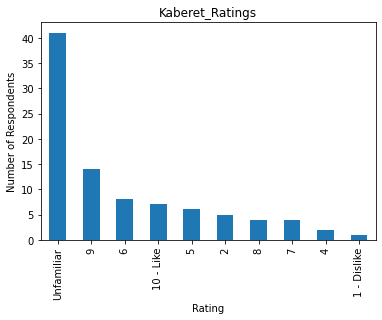 Kaberet_Ratings
Number of Respondents
40
35
30
25
20
15
10
5
0
Unfamiliar
9
6
10 - Like
5
2
8
7
4
1 - Dislike
Rating